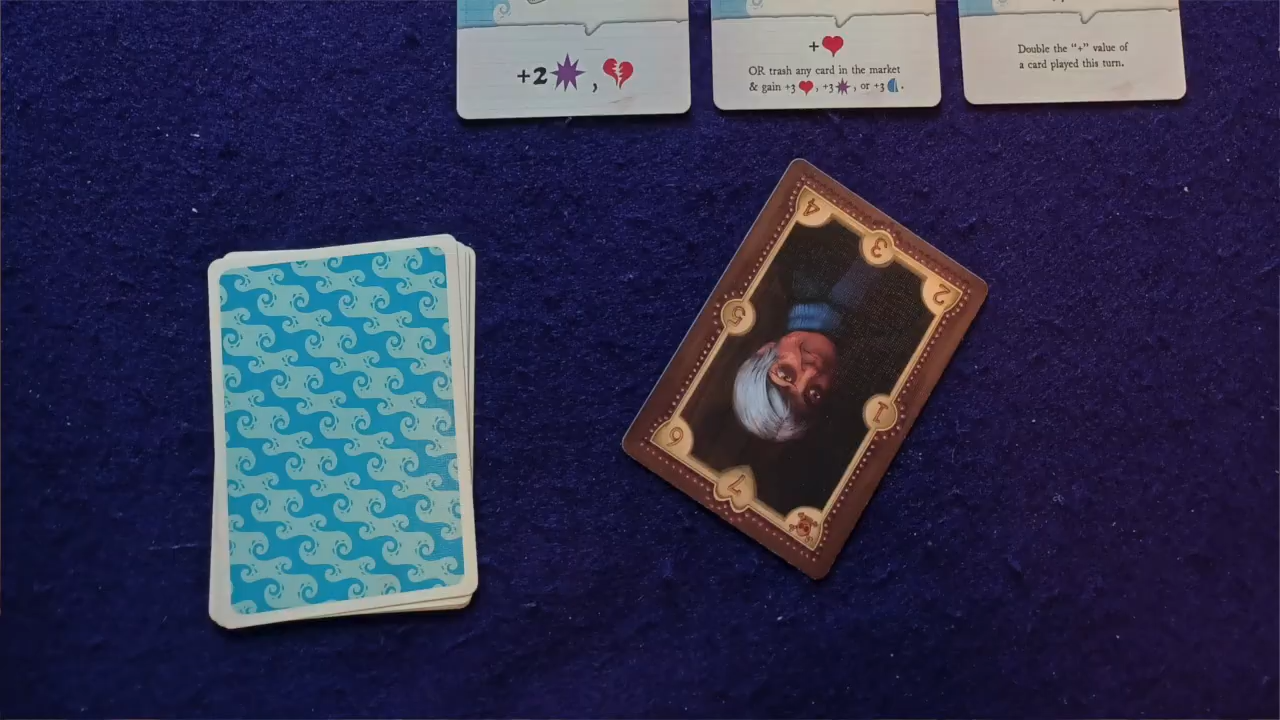 +2 ,
+
OR trash any card in the market
& gain +3 , +3 , or +3 .
Double the "+" value of
a card played this turn.
4
3
2
5
1
6
7